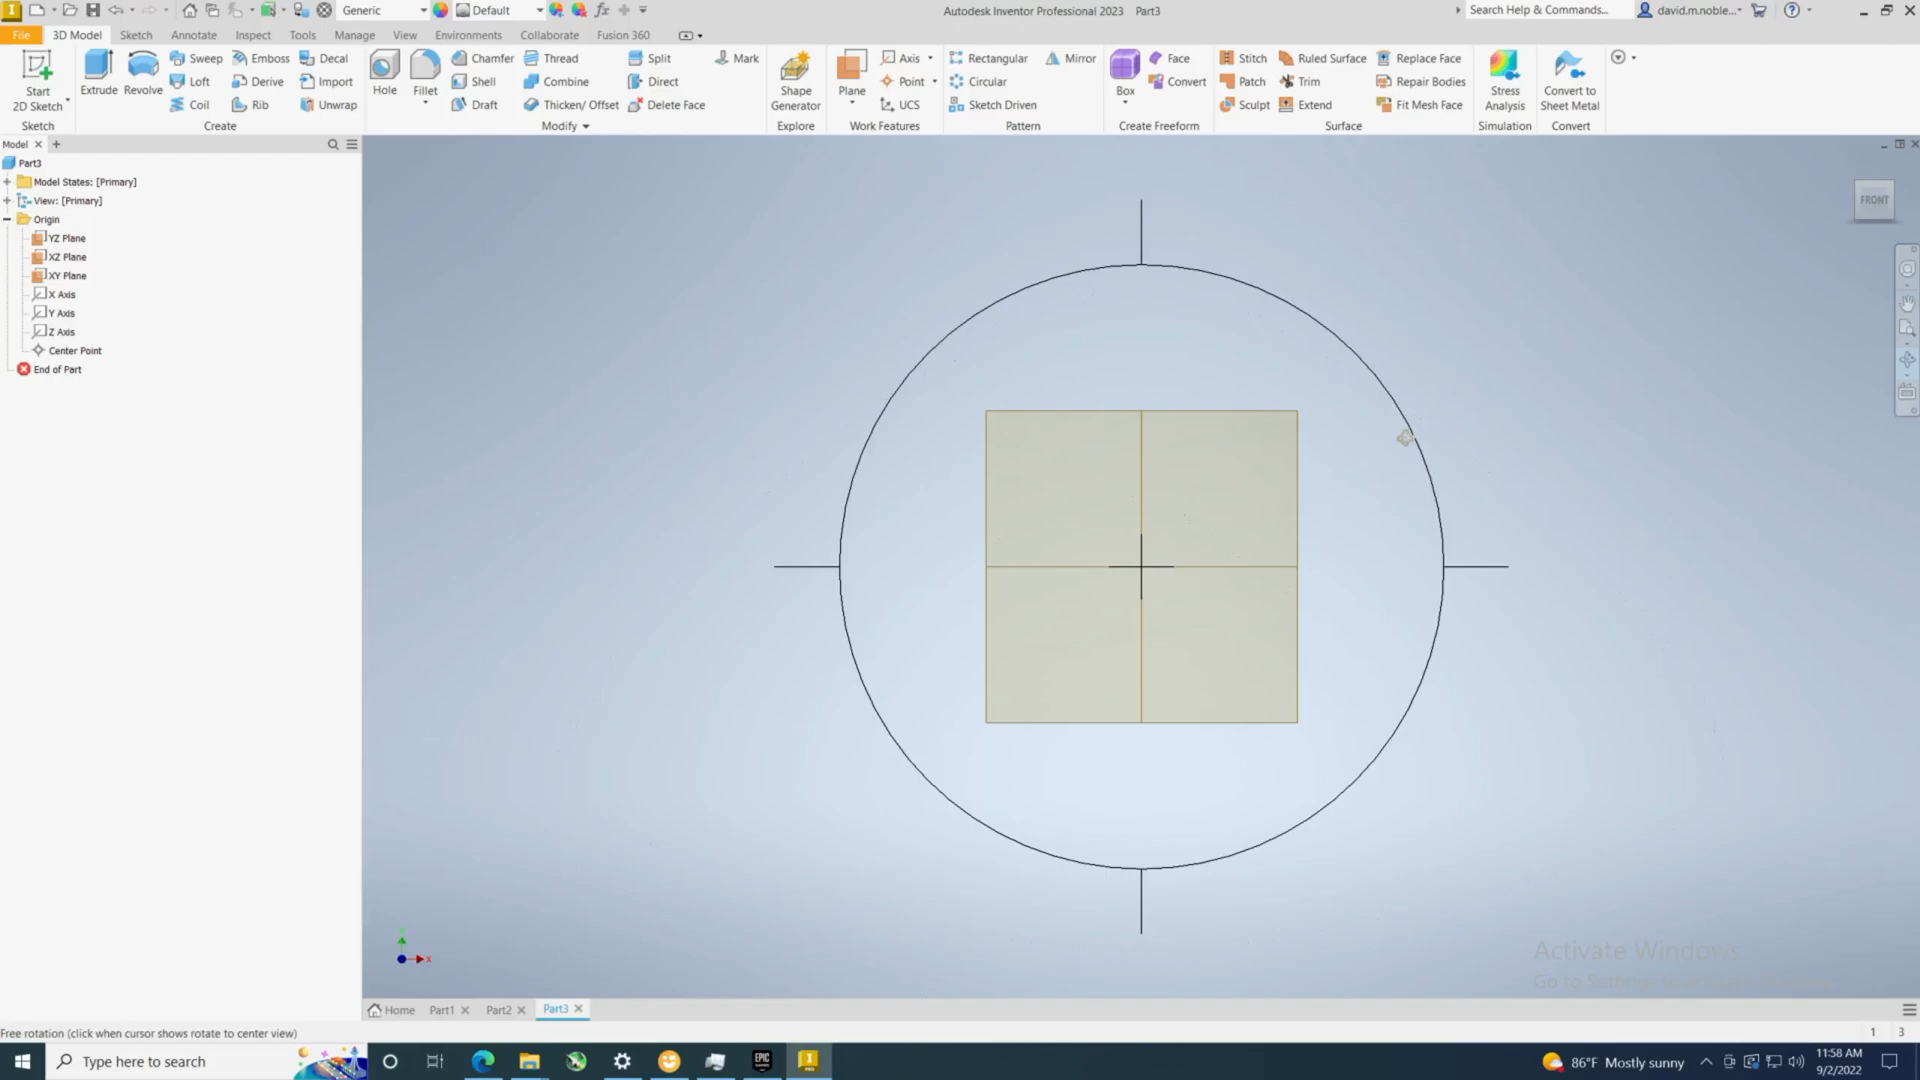 Generic
Default
Autodesk Inventor Professional 2023 Part3
Search Help & Commands...
david.m.noble...
File 3D Model Sketch Annotate Inspect Tools Manage View Environments Collaborate Fusion 360
Start
2D Sketch
Sketch
Extrude
Revolve
Sweep
Emboss
Decal
Loft
Derive
Import
Coil
Rib
Unwrap
Create
Hole
Fillet
Chamfer
Thread
Split
Mark
Shell
Combine
Direct
Draft
Thicken/ Offset
Delete Face
Modify
Shape
Generator
Explore
Plane
Axis
Point
UCS
Work Features
Rectangular
Mirror
Circular
Sketch Driven
Pattern
Box
Face
Convert
Create Freeform
Stitch
Ruled Surface
Replace Face
Patch
Trim
Repair Bodies
Sculpt
Extend
Fit Mesh Face
Surface
Stress
Analysis
Simulation
Convert to
Sheet Metal
Convert
Model
Part3
Model States: [Primary]
View: [Primary]
Origin
YZ Plane
XZ Plane
XY Plane
X Axis
Y Axis
Z Axis
Center Point
End of Part
FRONT
X
Activate Windows
Home Part1 Part2 Part3
Free rotation (click when cursor shows rotate to center view)
1 3
Type here to search
EPIC
I
PRO
86°F Mostly sunny
11:58 AM
9/2/2022